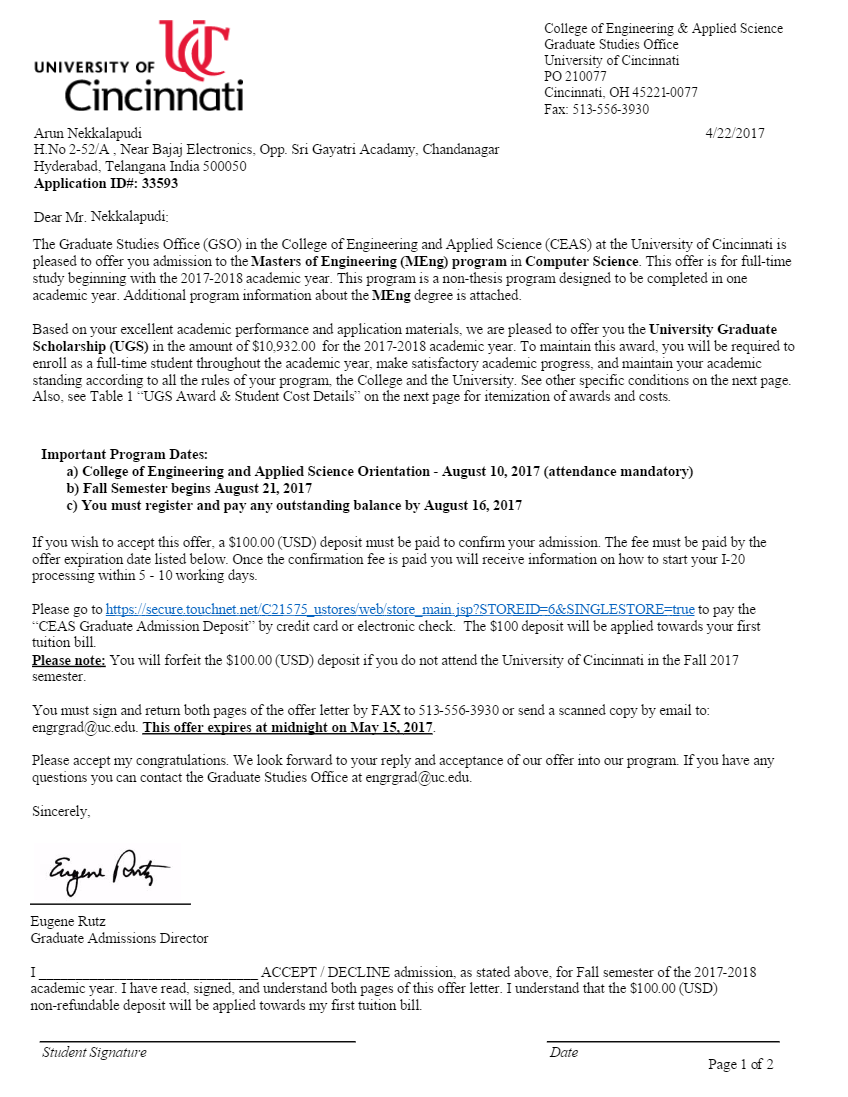 UNIVERSITY OF
Cincinnati
College of Engineering & Applied Science
Graduate Studies Office
University of Cincinnati
PO 210077
Cincinnati, OH 45221-0077
Fax: 513-556-3930
Arun Nekkalapudi 4/22/2017
H.No 2-52/A , Near Bajaj Electronics, Opp. Sri Gayatri Acadamy, Chandanagar
Hyderabad, Telangana India 500050
Application ID#: 33593
Dear Mr. Nekkalapudi:
The Graduate Studies Office (GSO) in the College of Engineering and Applied Science (CEAS) at the University of Cincinnati is
pleased to offer you admission to the Masters of Engineering (MEng) program in Computer Science. This offer is for full-time
study beginning with the 2017-2018 academic year. This program is a non-thesis program designed to be completed in one
academic year. Additional program information about the MEng degree is attached.
Based on your excellent academic performance and application materials, we are pleased to offer you the University Graduate
Scholarship (UGS) in the amount of $10,932.00 for the 2017-2018 academic year. To maintain this award, you will be required to
enroll as a full-time student throughout the academic year, make satisfactory academic progress, and maintain your academic
standing according to all the rules of your program, the College and the University. See other specific conditions on the next page.
Also, see Table 1 “UGS Award & Student Cost Details” on the next page for itemization of awards and costs.
Important Program Dates:
a) College of Engineering and Applied Science Orientation - August 10, 2017 (attendance mandatory)
b) Fall Semester begins August 21, 2017
c) You must register and pay any outstanding balance by August 16, 2017
If you wish to accept this offer, a $100.00 (USD) deposit must be paid to confirm your admission. The fee must be paid by the
offer expiration date listed below. Once the confirmation fee is paid you will receive information on how to start your I-20
processing within 5 - 10 working days.
Please go to https://secure.touchnet.net/C21575_ustores/web/store_main.jsp?STOREID=6&SINGLESTORE=true to pay the
“CEAS Graduate Admission Deposit” by credit card or electronic check. The $100 deposit will be applied towards your first
tuition bill.
Please note: You will forfeit the $100.00 (USD) deposit if you do not attend the University of Cincinnati in the Fall 2017
semester.
You must sign and return both pages of the offer letter by FAX to 513-556-3930 or send a scanned copy by email to:
engrgrad@uc.edu. This offer expires at midnight on May 15, 2017.
Please accept my congratulations. We look forward to your reply and acceptance of our offer into our program. If you have any
questions you can contact the Graduate Studies Office at engrgrad@uc.edu.
Sincerely,
Eugene Rutz
Eugene Rutz
Graduate Admissions Director
I ______________________________ ACCEPT / DECLINE admission, as stated above, for Fall semester of the 2017-2018
academic year. I have read, signed, and understand both pages of this offer letter. I understand that the $100.00 (USD)
non-refundable deposit will be applied towards my first tuition bill.
Student Signature Date
Page 1 of 2